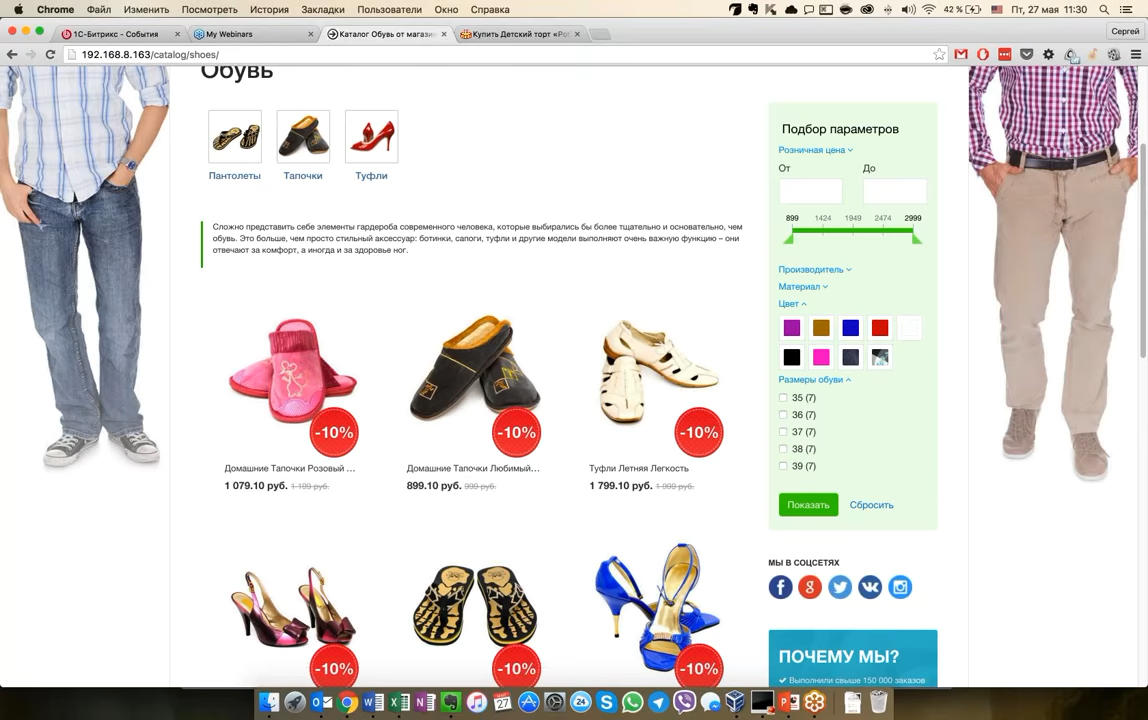 Chrome Файл Изменить Посмотреть История Закладки Пользователи Окно Справка
42 % Пт, 27 мая 11:30
1С-Битрикс - События
My Webinars
Каталог Обувь от магазин
Купить Детский торт
Сергей
192.168.8.163/catalog/shoes/
Обувь
Пантолеты Тапочки Туфли
Сложно представить себе элементы гардероба современного человека, которые выбирались бы более тщательно и основательно, чем
обувь. Это больше, чем просто стильный аксессуар: ботинки, сапоги, туфли и другие модели выполняют очень важную функцию – они
отвечают за комфорт, а иногда и за здоровье ног.
-10% -10% -10%
Домашние Тапочки Розовый ...
1 079.10 руб. 1 199 руб.
Домашние Тапочки Любимый...
899.10 руб. 999 руб.
Туфли Летняя Легкость
1 799.10 руб. 1 999 руб.
-10% -10% -10%
Подбор параметров
Розничная цена
От До
899 1424 1949 2474 2999
Производитель
Материал
Цвет
Размеры обуви
35 (7)
36 (7)
37 (7)
38 (7)
39 (7)
Показать Сбросить
МЫ В СОЦСЕТЯХ
ПОЧЕМУ МЫ?
Выполнили свыше 150 000 заказов